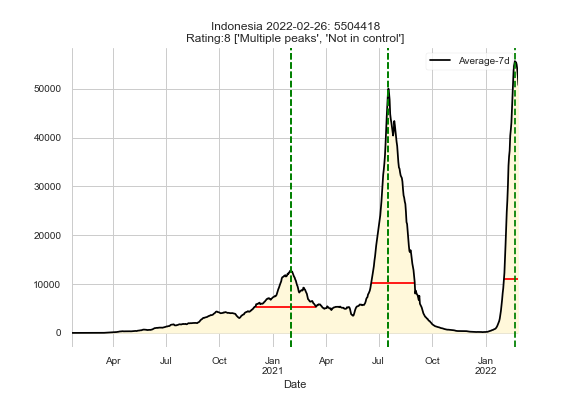 Indonesia 2022-02-26: 5504418
Rating:8 ['Multiple peaks', 'Not in control']
Average-7d
50000
40000
30000
20000
10000
0
Apr Jul Oct Jan Apr Jul Oct Jan
2021 2022
Date